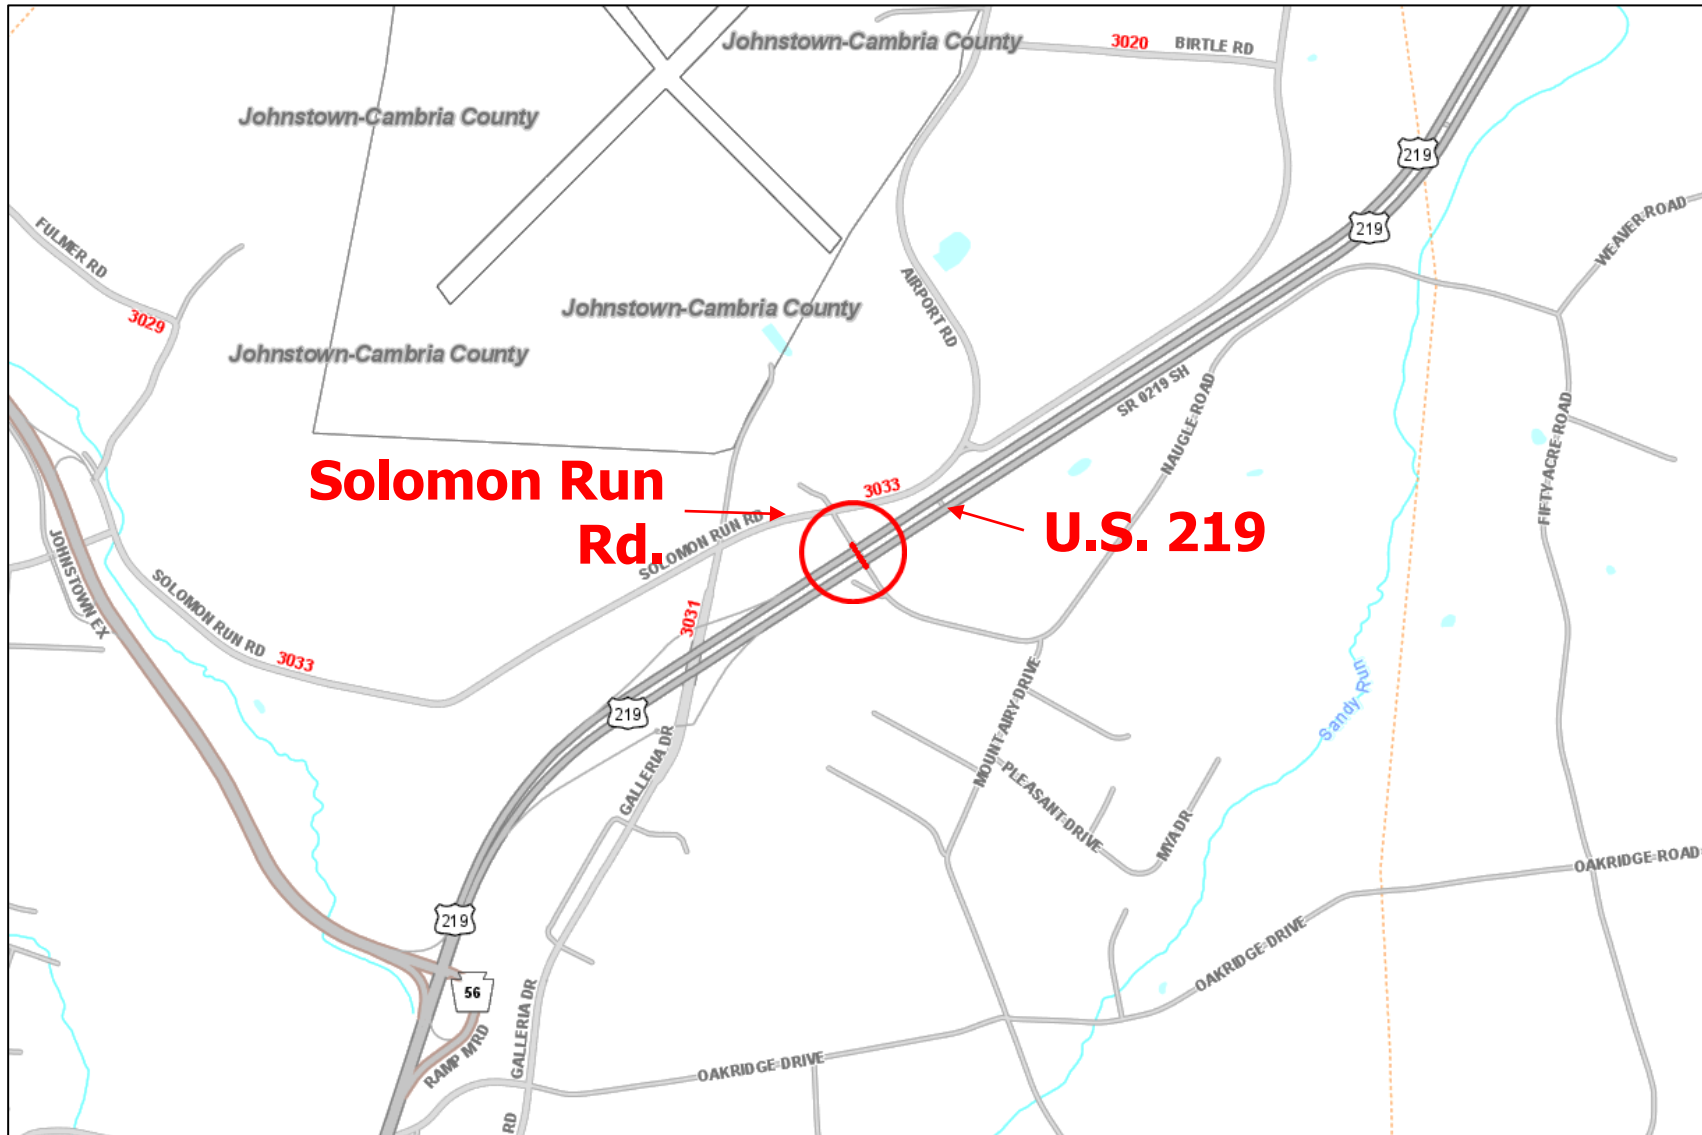 Johnstown-Cambria County
3020
BIRTLE RD
Johnstown-Cambria County
219
219
WEAVER ROAD
FULMER RD
3029
Johnstown-Cambria County
AIRPORT RD
Johnstown-Cambria County
SR 0219 SH
NAUGLE ROAD
FIFTY ACRE ROAD
Solomon Run
Rd.
3033
U.S. 219
SOLOMON RUN RD
JOHNSTOWN EX
SOLOMON RUN RD
3033
3031
219
Sandy Run
MOUNT AIRY DRIVE
GALLERIA DR
PLEASANT DRIVE
MYA DR
OAKRIDGE ROAD
219
OAKRIDGE DRIVE
56
GALLERIA DR
RAMP M RD
OAKRIDGE DRIVE
RD